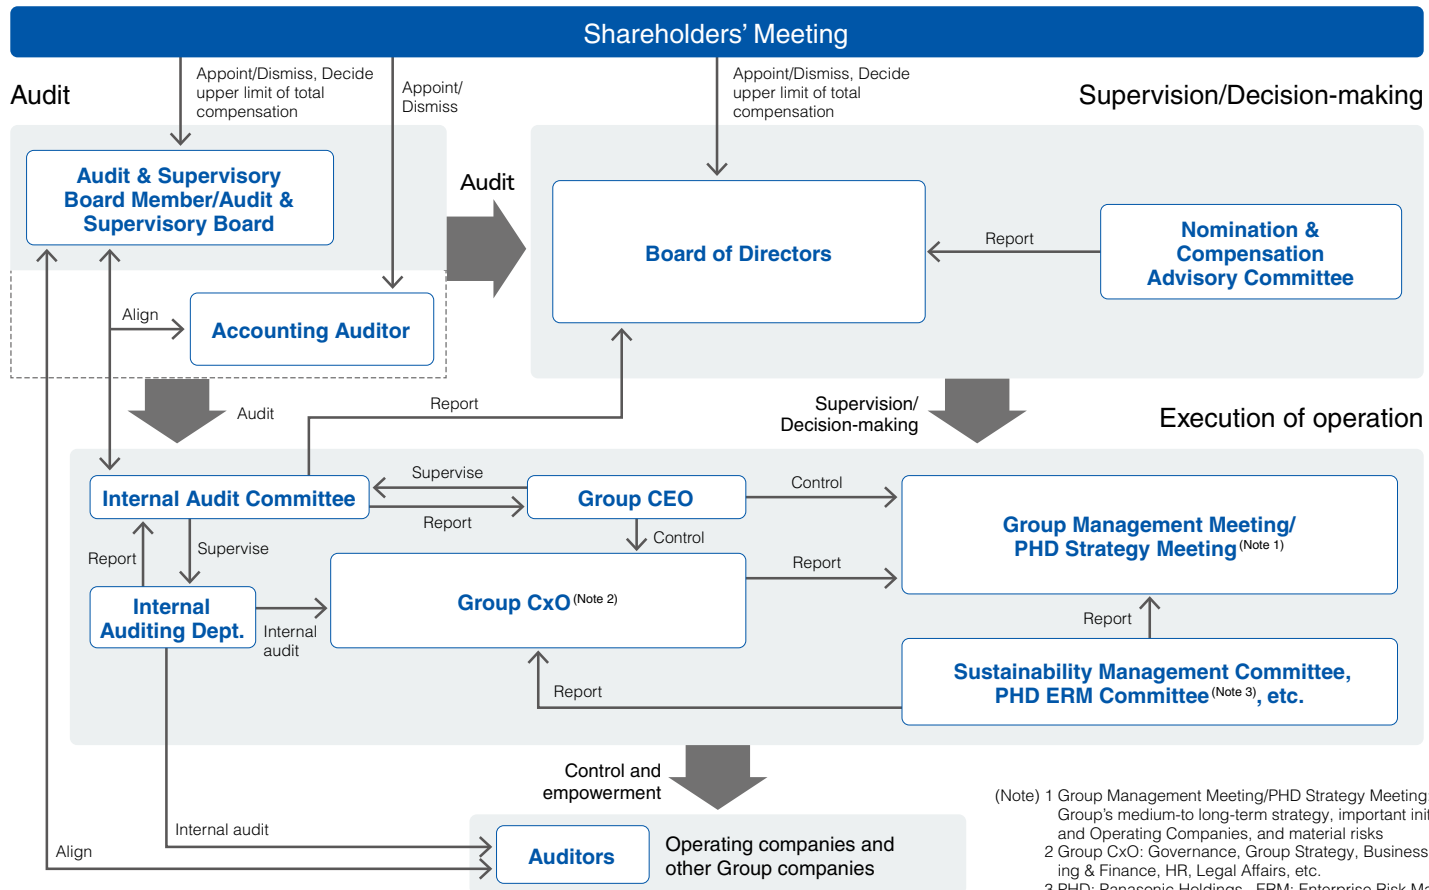 Shareholders' Meeting
Audit
Appoint/Dismiss, Decide
upper limit of total
compensation
Appoint/
Dismiss
Appoint/Dismiss, Decide
upper limit of total
compensation
Supervision/Decision-making
Audit & Supervisory
Board Member/Audit &
Supervisory Board
Audit
Board of Directors
Report
Nomination &
Compensation
Advisory Committee
Align
Accounting Auditor
Audit
Report
Supervision/
Decision-making
Execution of operation
Internal Audit Committee
Supervise
Report
Group CEO
Control
Group Management Meeting/
PHD Strategy Meeting (Note 1)
Control
Report
Supervise
Internal
Auditing Dept.
Internal
audit
Group CxO (Note 2)
Report
Report
Report
Sustainability Management Committee,
PHD ERM Committee (Note 3), etc.
Control and
empowerment
Internal audit
Align
Auditors
Operating companies and
other Group companies
(Note) 1 Group Management Meeting/PHD Strategy Meeting:
Group's medium-to long-term strategy, important
and Operating Companies, and material risks
2 Group CxO: Governance, Group Strategy, Business
ing & Finance, HR, Legal Affairs, etc.
3 PHD: Panasonic Holdings, ERM: Enterprise Risk